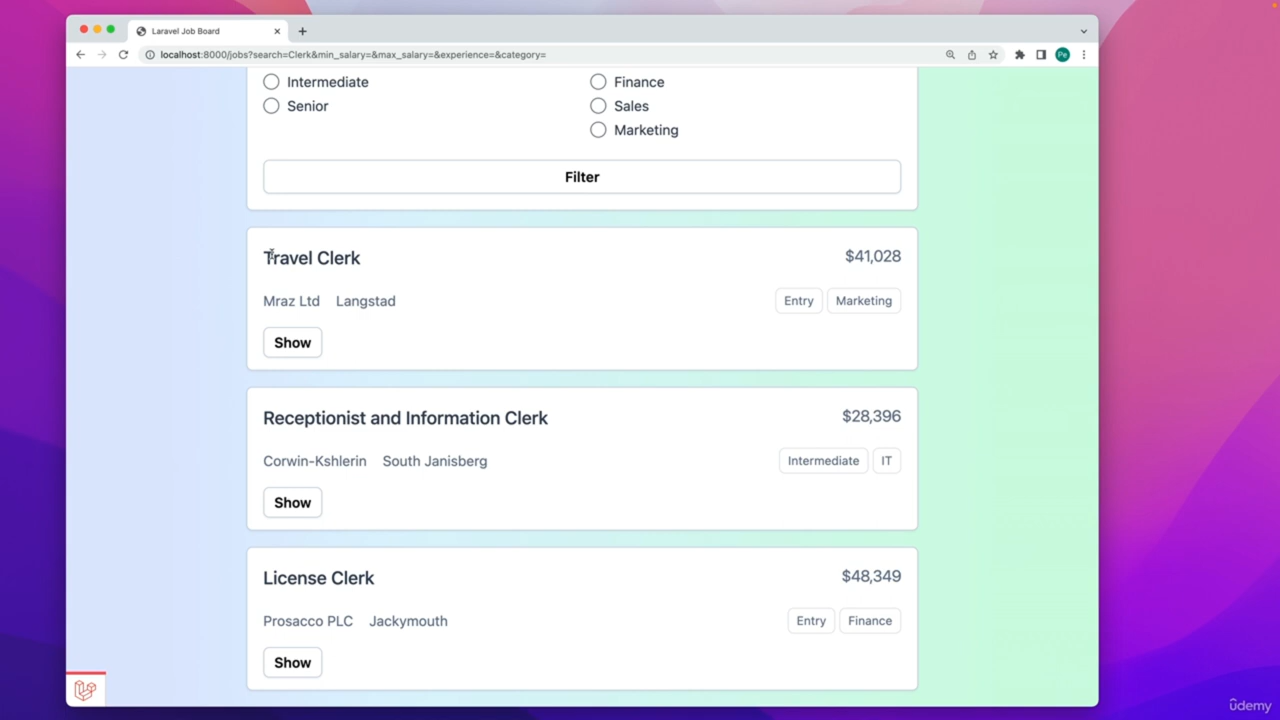 Laravel Job Board
localhost:8000/jobs?search=Clerk&min_salary=&max_salary=&experience=&category=
Pe
Intermediate Finance
Senior Sales
Marketing
Filter
Travel Clerk $41,028
Mraz Ltd Langstad Entry Marketing
Show
Receptionist and Information Clerk $28,396
Corwin-Kshlerin South Janisberg Intermediate IT
Show
License Clerk $48,349
Prosacco PLC Jackymouth Entry Finance
Show
ûdemy